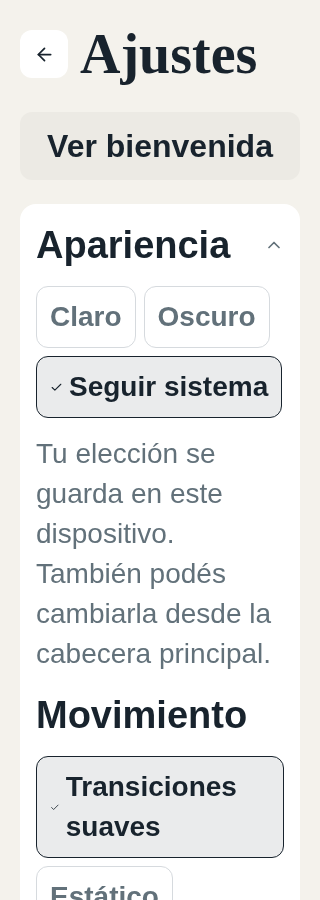 Ajustes
Ver bienvenida
Apariencia
Claro
Oscuro
Seguir sistema
Tu elección se
guarda en este
dispositivo.
También podés
cambiarla desde la
cabecera principal.
Movimiento
Transiciones
suaves
Estático